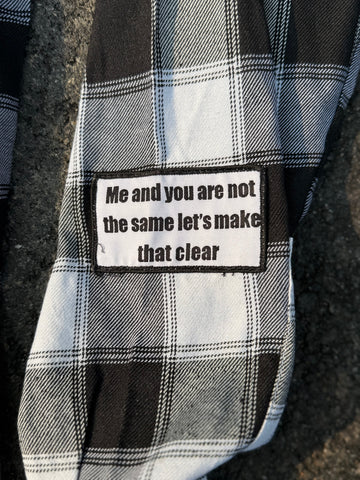 Me and you are not
the same let's make
that clear